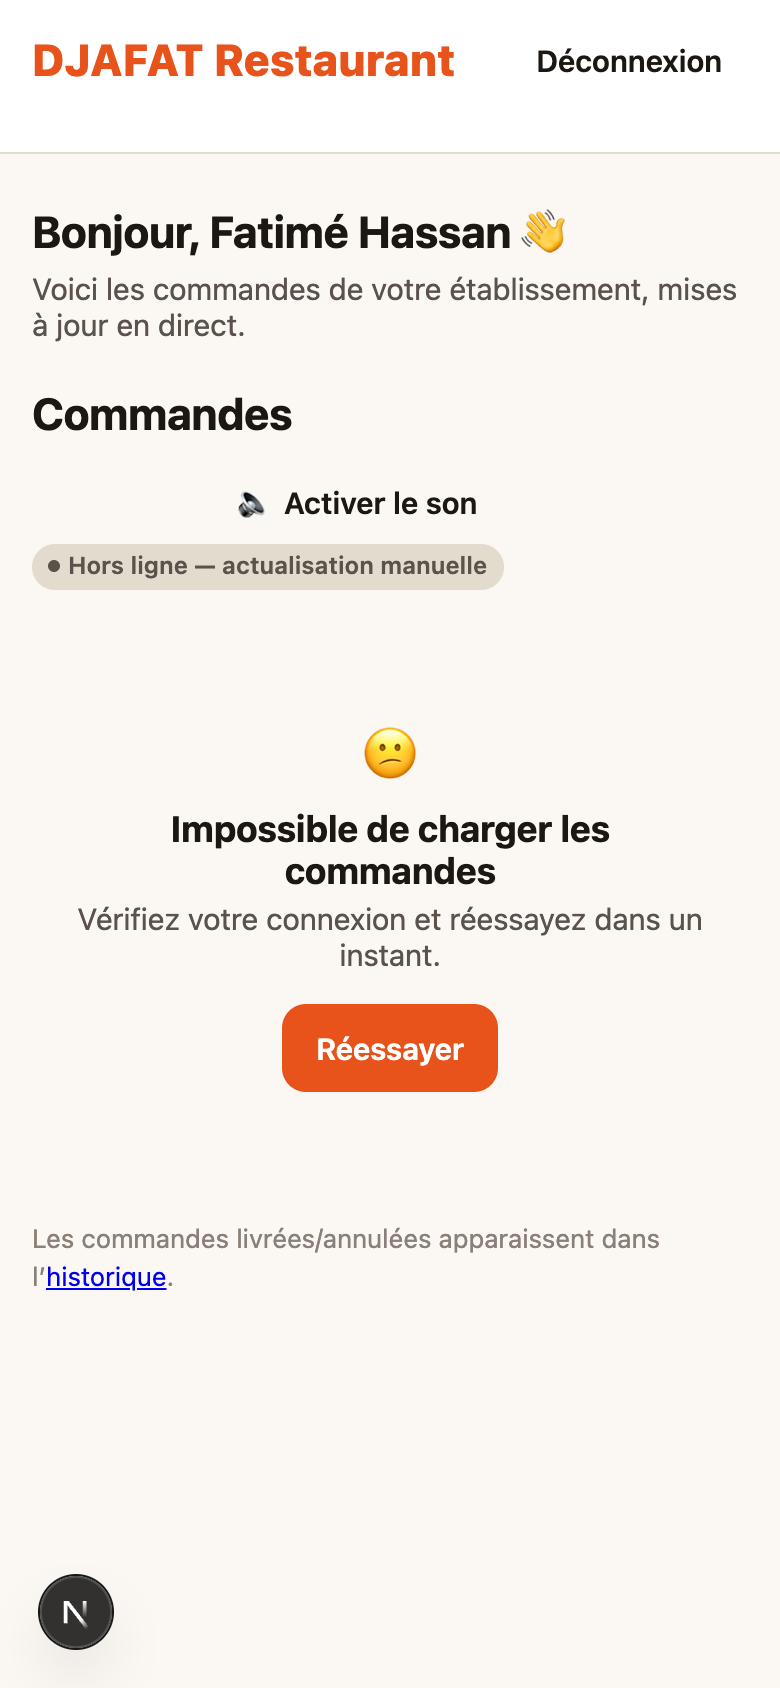 DJAFAT Restaurant
Déconnexion
Bonjour, Fatimé Hassan 👋
Voici les commandes de votre établissement, mises
à jour en direct.
Commandes
🔈 Activer le son
● Hors ligne — actualisation manuelle
Impossible de charger les
commandes
Vérifiez votre connexion et réessayez dans un
instant.
Réessayer
Les commandes livrées/annulées apparaissent dans
l’historique.
N